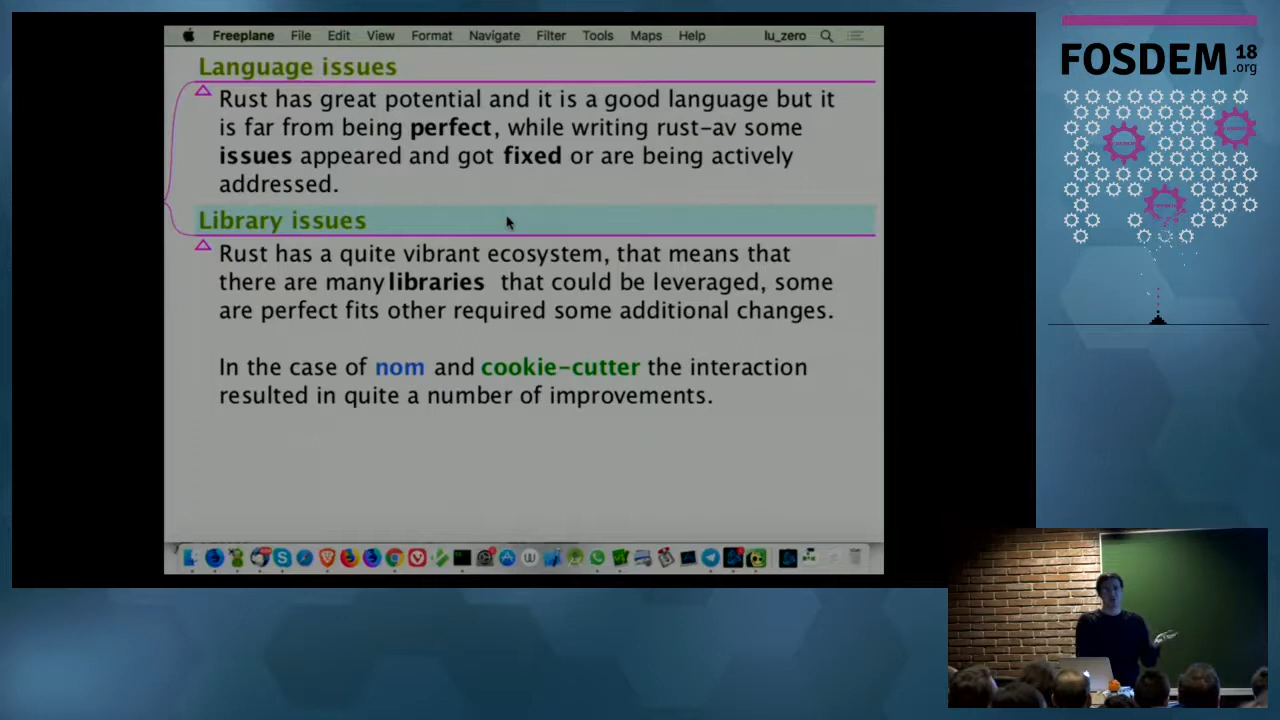 Freeplane File Edit View Format Navigate Filter Tools Maps Help lu_zero
Language issues
Rust has great potential and it is a good language but it
is far from being perfect, while writing rust-av some
issues appeared and got fixed or are being actively
addressed.
Library issues
Rust has a quite vibrant ecosystem, that means that
there are many libraries that could be leveraged, some
are perfect fits other required some additional changes.
In the case of nom and cookie-cutter the interaction
resulted in quite a number of improvements.
FOSDEM 18
.org